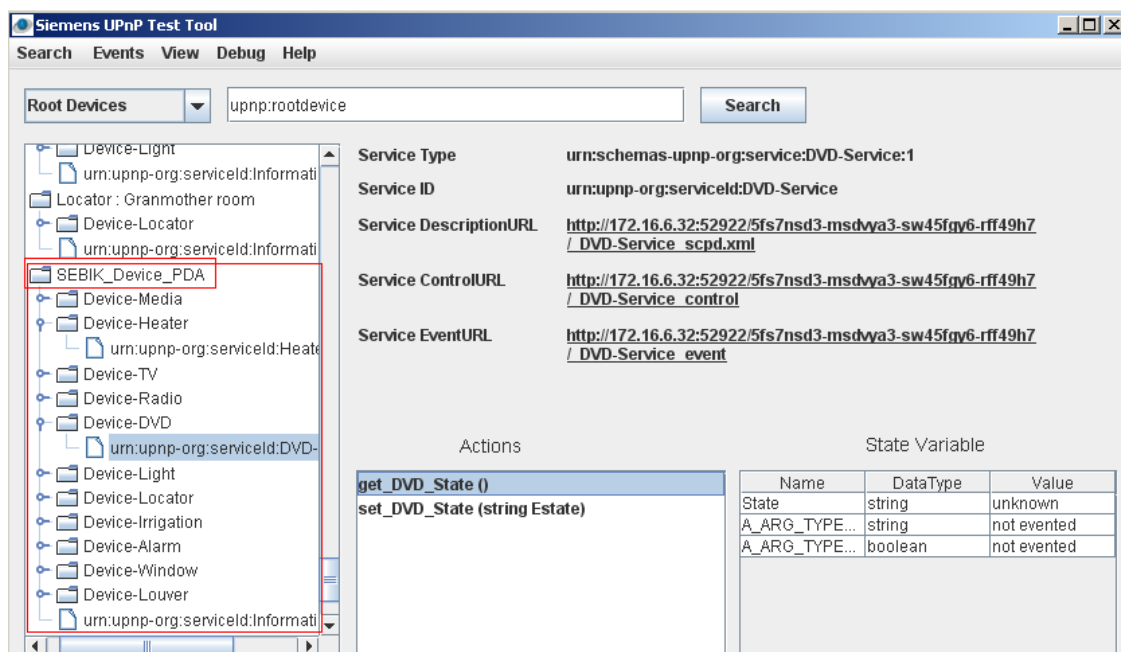 Siemens UPnP Test Tool
Search Events View Debug Help
Root Devices upnp:rootdevice Search
Device-Light
urn:upnp-org:serviceId:Informati
Locator : Granmother room
Device-Locator
urn:upnp-org:serviceId:Informati
SEBIK_Device_PDA
Device-Media
Device-Heater
urn:upnp-org:serviceId:Heate
Device-TV
Device-Radio
Device-DVD
urn:upnp-org:serviceId:DVD-
Device-Light
Device-Locator
Device-Irrigation
Device-Alarm
Device-Window
Device-Louver
urn:upnp-org:serviceId:Informati
Service Type urn:schemas-upnp-org:service:DVD-Service:1
Service ID urn:upnp-org:serviceId:DVD-Service
Service DescriptionURL http://172.16.6.32:52922/5fs7nsd3-msdvya3-sw45fgy6-rff49h7
/_DVD-Service_scpd.xml
Service ControlURL http://172.16.6.32:52922/5fs7nsd3-msdvya3-sw45fgy6-rff49h7
/_DVD-Service_control
Service EventURL http://172.16.6.32:52922/5fs7nsd3-msdvya3-sw45fgy6-rff49h7
/_DVD-Service_event
Actions
get_DVD_State ()
set_DVD_State (string Estate)
State Variable
Name DataType Value
State string unknown
A_ARG_TYPE... string not evented
A_ARG_TYPE... boolean not evented